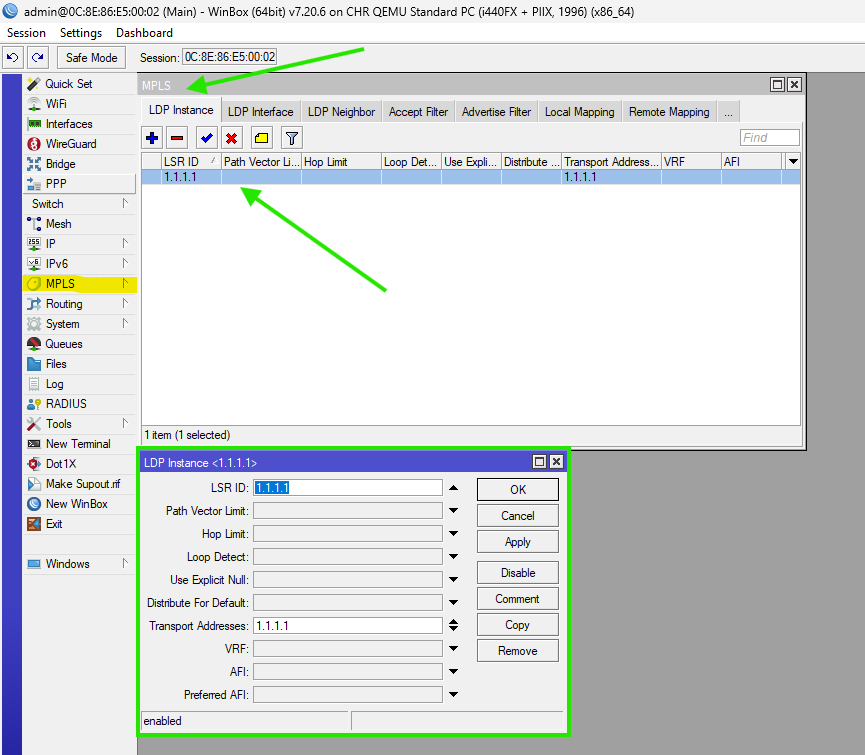 admin@0C:8E:86:E5:00:02 (Main) - WinBox (64bit) v7.20.6 on CHR QEMU Standard PC (i440FX + PIIX, 1996) (x86_64)
Session Settings Dashboard
Safe Mode Session: 0C:8E:86:E5:00:02
Quick Set
WiFi
Interfaces
WireGuard
Bridge
PPP
Switch
Mesh
IP
IPv6
MPLS
Routing
System
Queues
Files
Log
RADIUS
Tools
New Terminal
Dot1X
Make Supout.rif
New WinBox
Exit
Windows
MPLS
LDP Instance LDP Interface LDP Neighbor Accept Filter Advertise Filter Local Mapping Remote Mapping ...
Find
LSR ID Path Vector Li... Hop Limit Loop Det... Use Expli... Distribute ... Transport Address... VRF AFI
1.1.1.1 1.1.1.1
1 item (1 selected)
LDP Instance <1.1.1.1>
LSR ID: 1.1.1.1 OK
Path Vector Limit: Cancel
Hop Limit: Apply
Loop Detect:
Use Explicit Null: Disable
Distribute For Default: Comment
Transport Addresses: 1.1.1.1 Copy
VRF: Remove
AFI:
Preferred AFI:
enabled